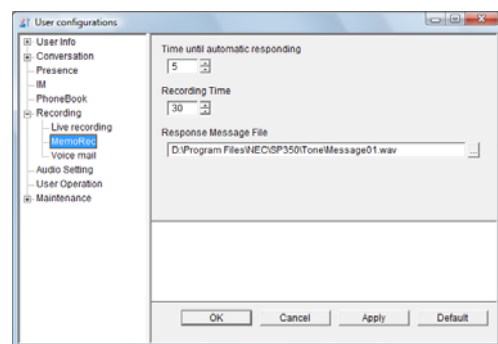 User configurations
User Info
Conversation
Presence
IM
PhoneBook
Recording
Live recording
MemoRec
Voice mail
Audio Setting
User Operation
Maintenance
Time until automatic responding
5
Recording Time
30
Response Message File
D:\Program Files\NEC\SP350\Tone\Message01.wav
...
OK Cancel Apply Default